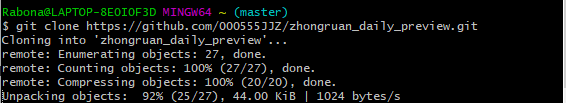 Rabona@LAPTOP-8E0I0F3D MINGW64 ~ (master)
$ git clone https://github.com/000555JJZ/zhongruan_daily_preview.git
Cloning into 'zhongruan_daily_preview'...
remote: Enumerating objects: 27, done.
remote: Counting objects: 100% (27/27), done.
remote: Compressing objects: 100% (20/20), done.
Unpacking objects:  92% (25/27), 44.00 KiB | 1024 bytes/s